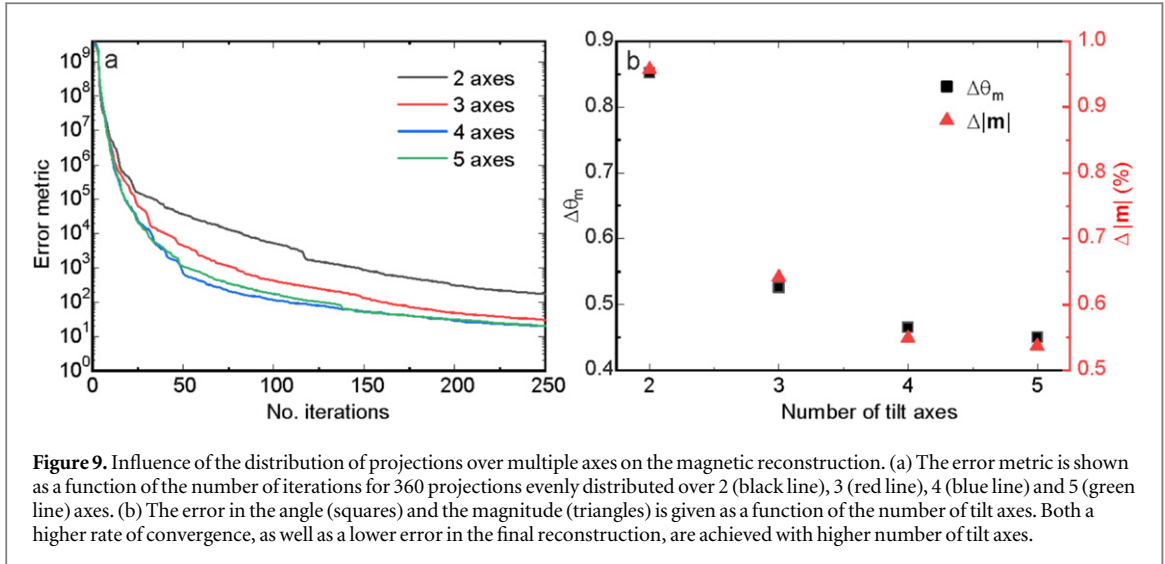 a
2 axes
3 axes
4 axes
5 axes
10⁹
10⁸
10⁷
10⁶
10⁵
10⁴
10³
10²
10¹
10⁰
Error metric
0 50 100 150 200 250
No. iterations
b
Δθₘ
Δ|m|
0.9
0.8
0.7
0.6
0.5
0.4
Δθₘ
1.0
0.9
0.8
0.7
0.6
0.5
Δ |m| (%)
2 3 4 5
Number of tilt axes
Figure 9. Influence of the distribution of projections over multiple axes on the magnetic reconstruction. (a) The error metric is shown
as a function of the number of iterations for 360 projections evenly distributed over 2 (black line), 3 (red line), 4 (blue line) and 5 (green
line) axes. (b) The error in the angle (squares) and the magnitude (triangles) is given as a function of the number of tilt axes. Both a
higher rate of convergence, as well as a lower error in the final reconstruction, are achieved with higher number of tilt axes.